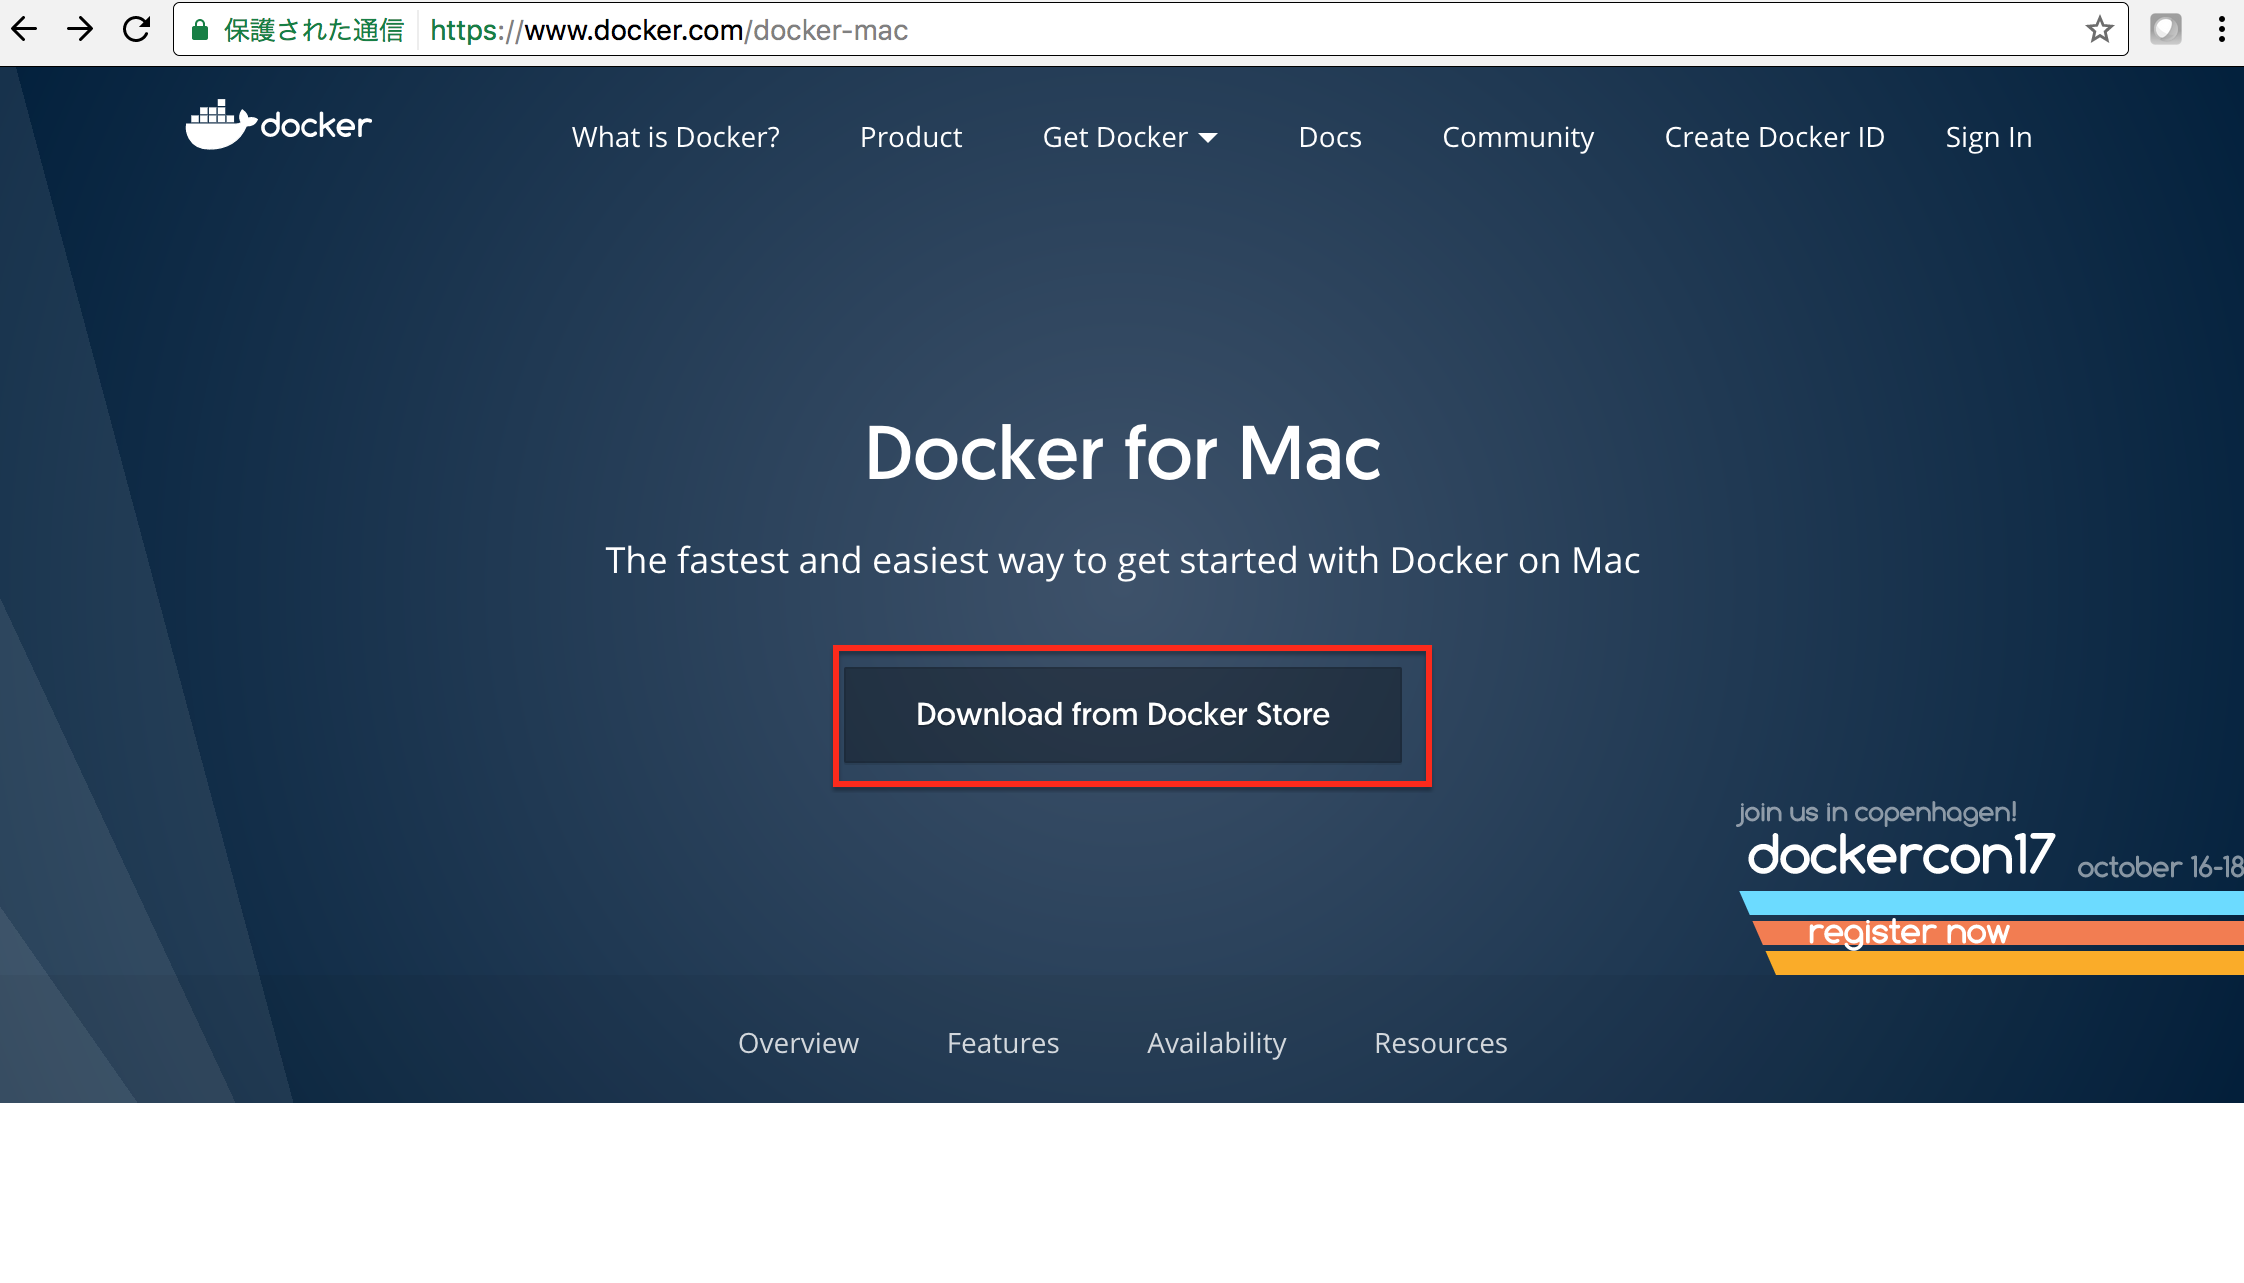 保護された通信 https://www.docker.com/docker-mac
docker
What is Docker? Product Get Docker Docs Community Create Docker ID Sign In
Docker for Mac
The fastest and easiest way to get started with Docker on Mac
Download from Docker Store
join us in copenhagen!
dockercon17 october 16-18
register now
Overview Features Availability Resources